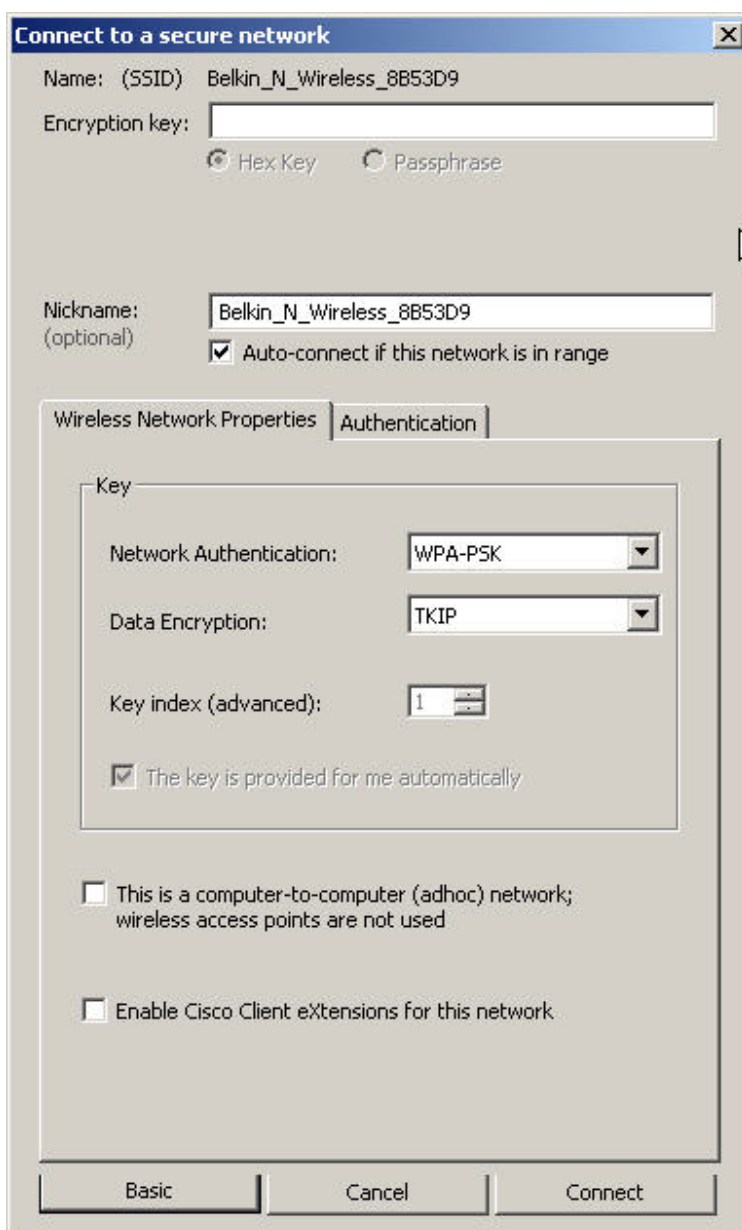 Connect to a secure network
Name: (SSID) Belkin_N_Wireless_8B53D9
Encryption key:
Hex Key Passphrase
Nickname: Belkin_N_Wireless_8B53D9
(optional)
Auto-connect if this network is in range
Wireless Network Properties Authentication
Key
Network Authentication: WPA-PSK
Data Encryption: TKIP
Key index (advanced): 1
The key is provided for me automatically
This is a computer-to-computer (adhoc) network;
wireless access points are not used
Enable Cisco Client eXtensions for this network
Basic Cancel Connect